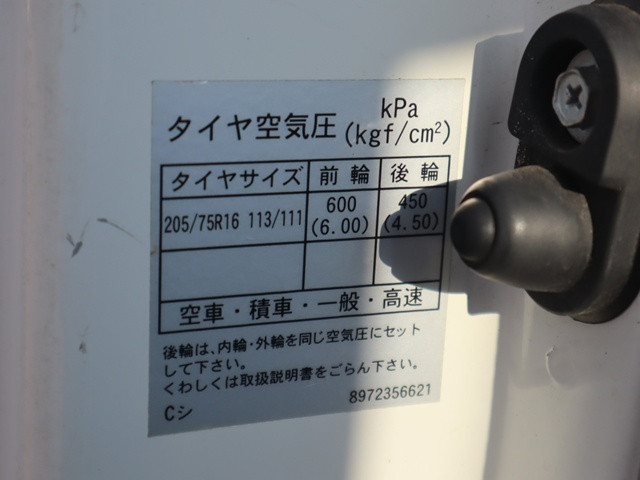 タイヤ空気圧 kPa (kgf/cm²)
タイヤサイズ 前輪 後輪
205/75R16 113/111 600 (6.00) 450 (4.50)
空車・積車・一般・高速
後輪は、内輪・外輪を同じ空気圧にセット
して下さい。
くわしくは取扱説明書をごらん下さい。
Cシ 8972356621